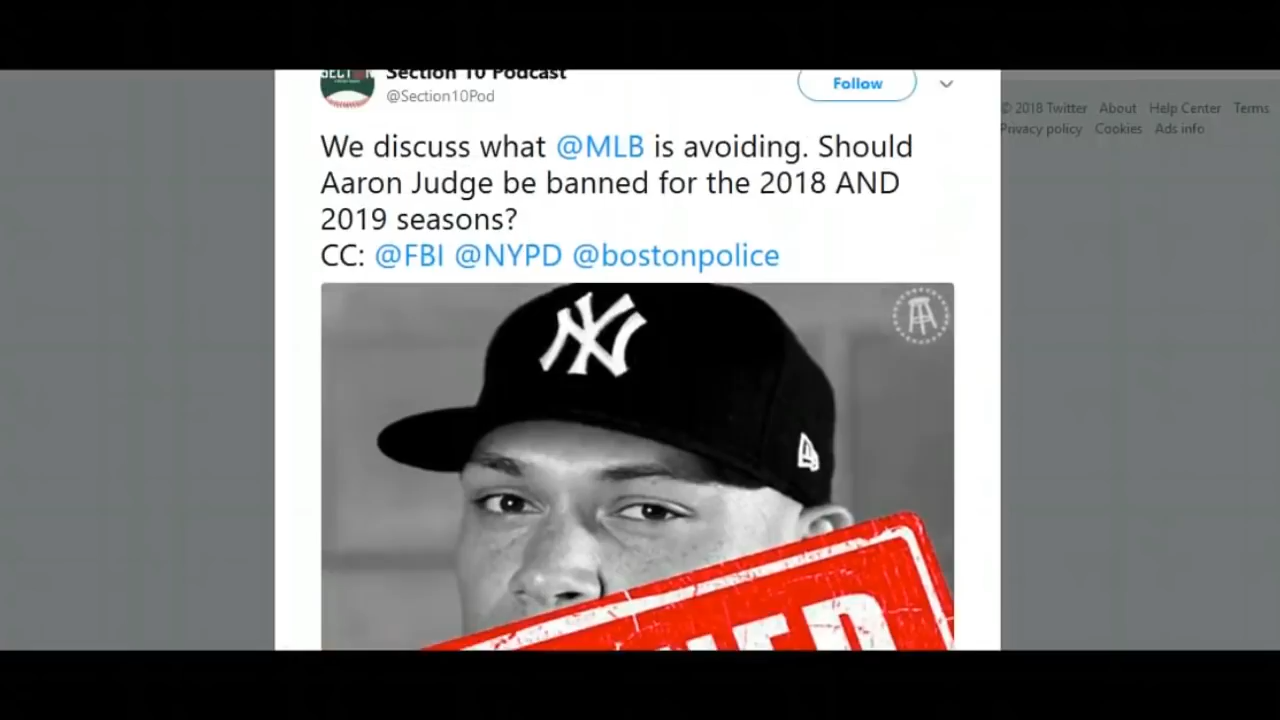 Section 10 Podcast
@Section10Pod
Follow
© 2018 Twitter About Help Center Terms
Privacy policy Cookies Ads info
We discuss what @MLB is avoiding. Should
Aaron Judge be banned for the 2018 AND
2019 seasons?
CC: @FBI @NYPD @bostonpolice
NY